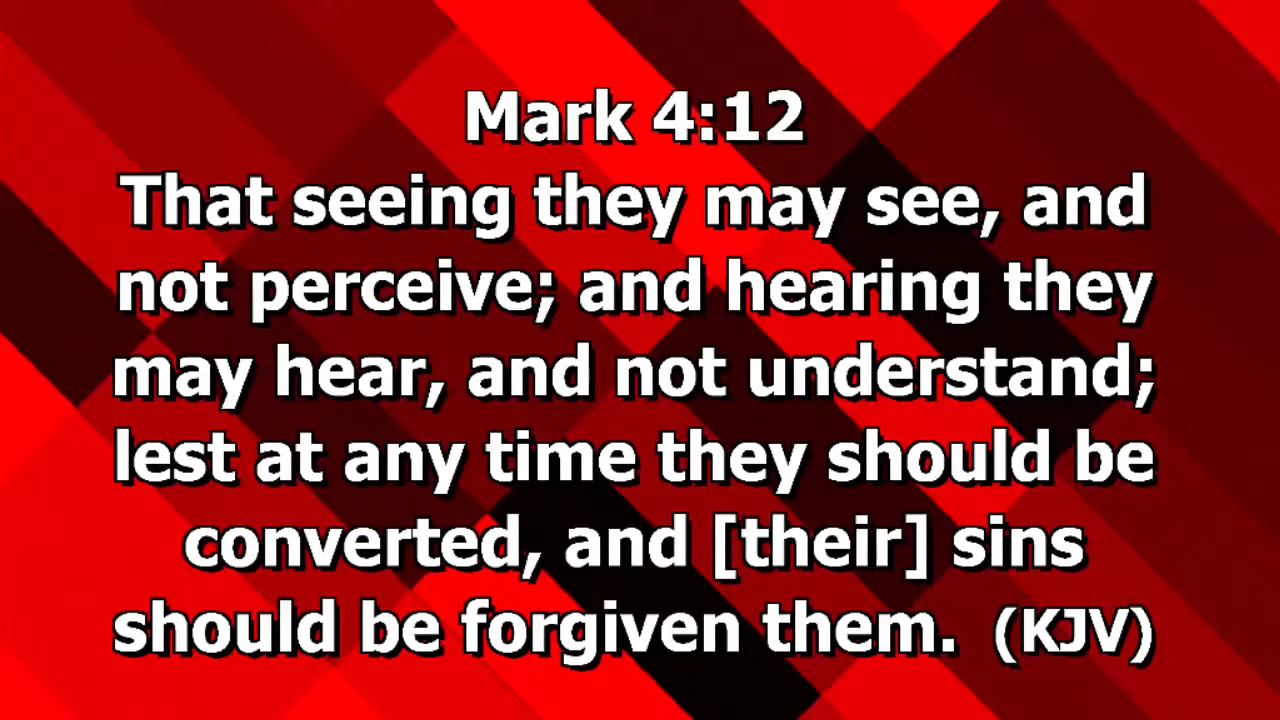 Mark 4:12
That seeing they may see, and
not perceive; and hearing they
may hear, and not understand;
lest at any time they should be
converted, and [their] sins
should be forgiven them. (KJV)